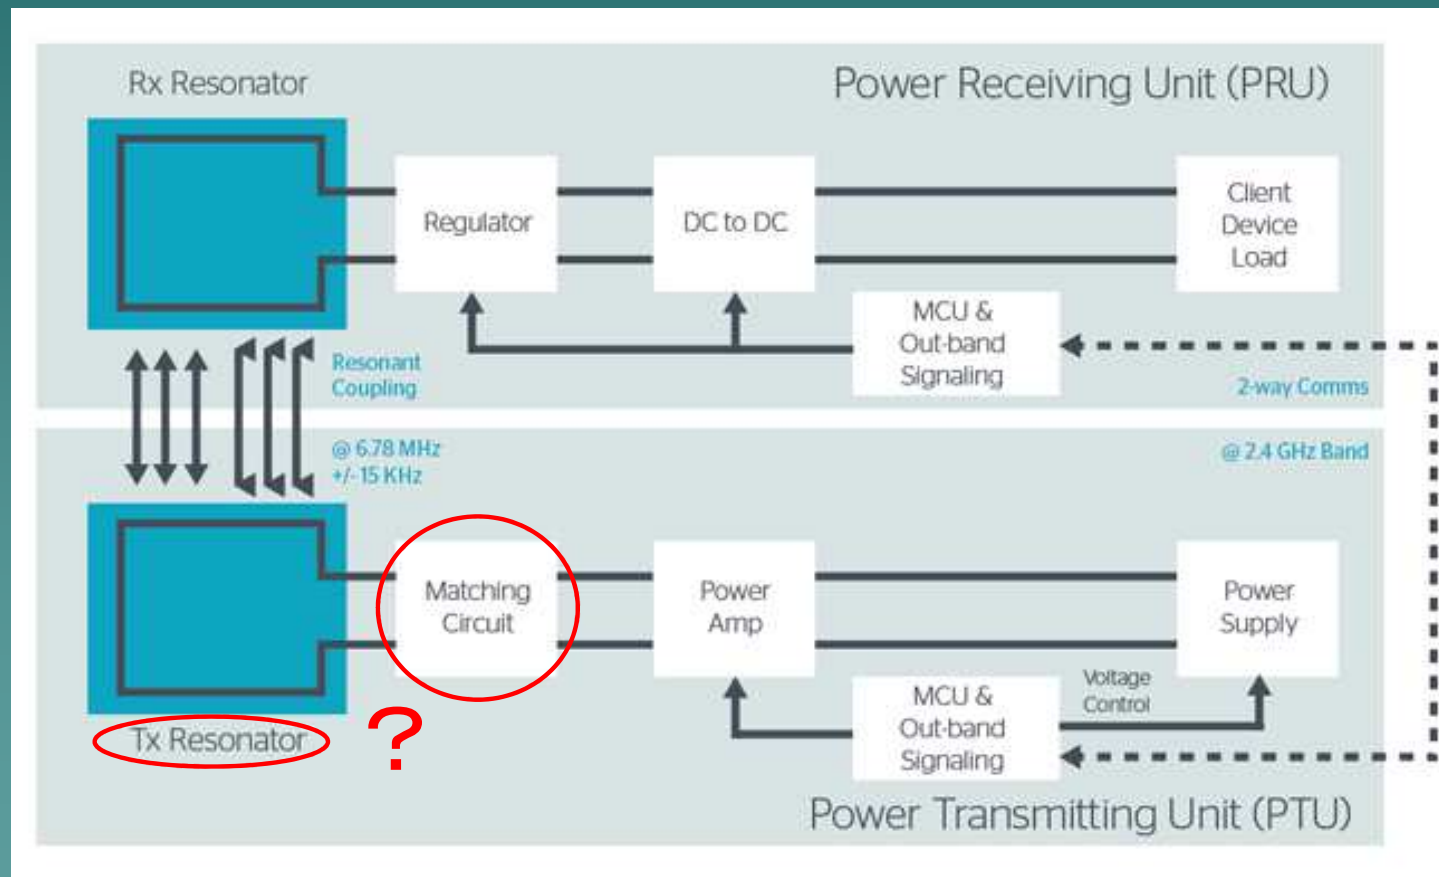 Rx Resonator
Power Receiving Unit (PRU)
Regulator
DC to DC
Client
Device
Load
MCU &
Out-band
Signaling
Resonant
Coupling
2-way Comms
@ 6.78 MHz
+/- 15 KHz
@ 2.4 GHz Band
Matching
Circuit
Power
Amp
Power
Supply
Voltage
Control
MCU &
Out-band
Signaling
Tx Resonator
?
Power Transmitting Unit (PTU)